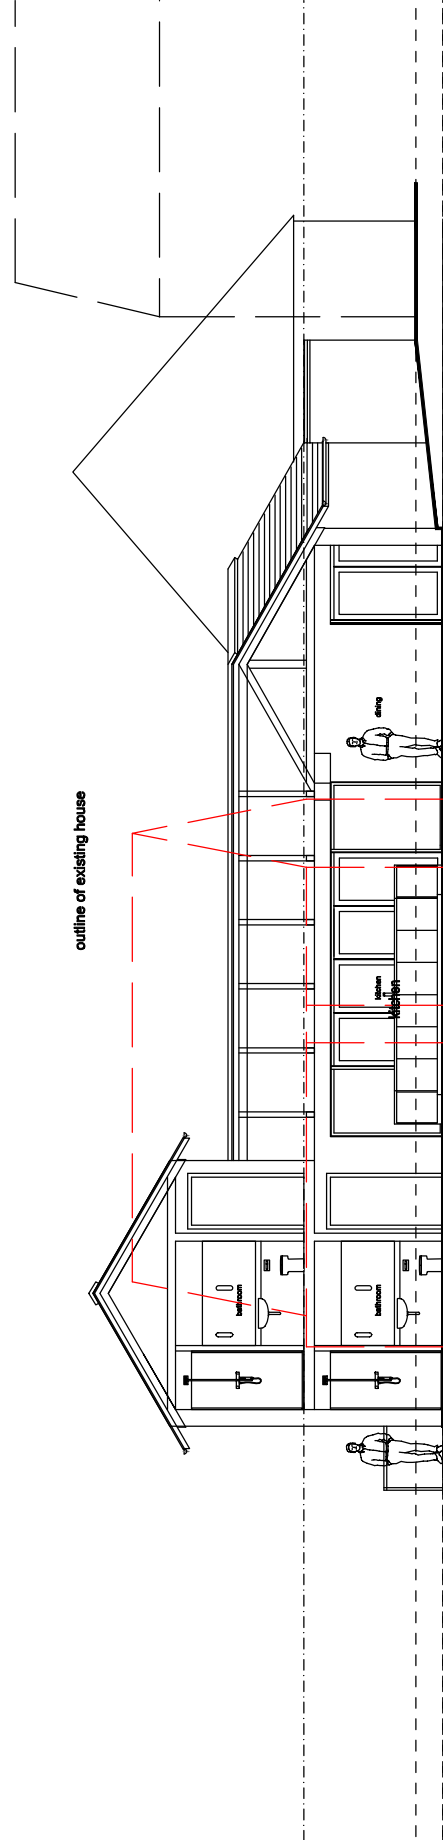 outline of existing house
bathroom
bathroom
kitchen
kitchen
dining